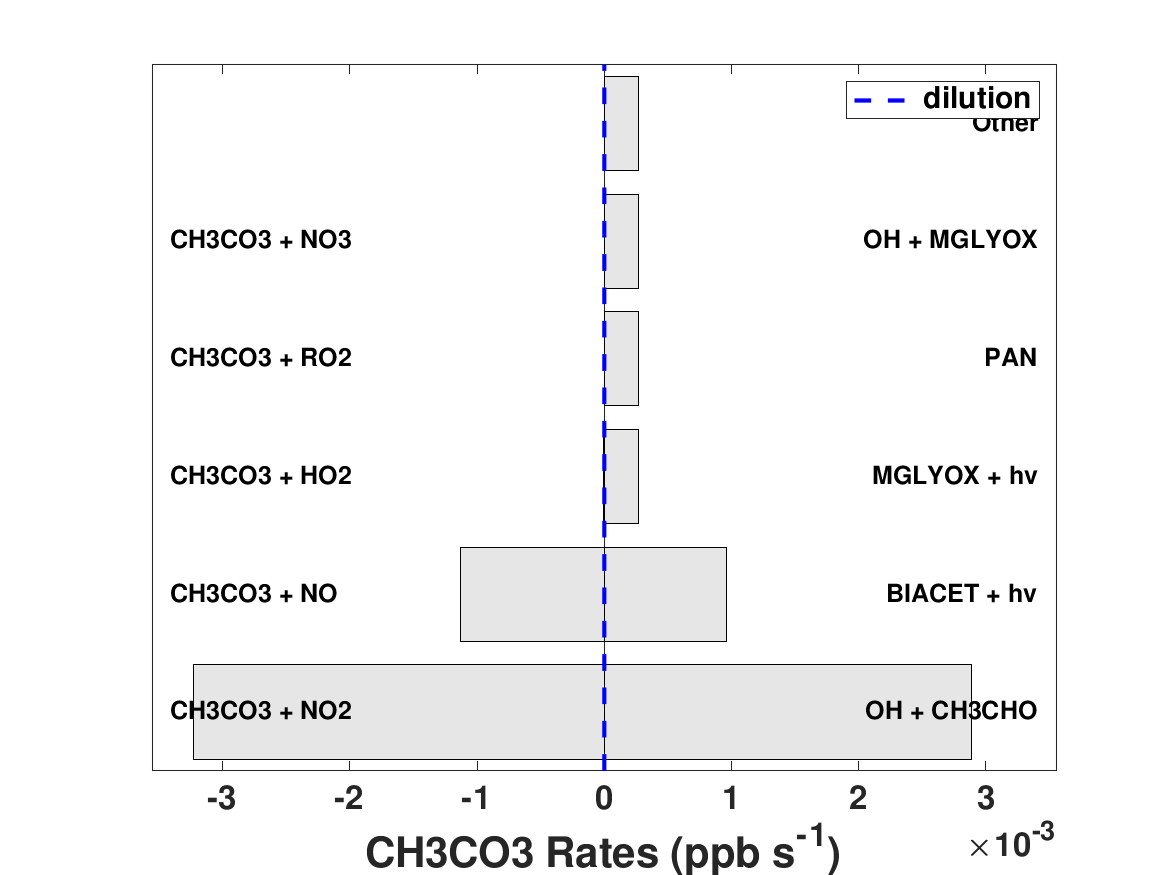 dilution
Other
CH3CO3 + NO3
OH + MGLYOX
CH3CO3 + RO2
PAN
CH3CO3 + HO2
MGLYOX + hv
CH3CO3 + NO
BIACET + hv
CH3CO3 + NO2
OH + CH3CHO
-3 -2 -1 0 1 2 3
×10-3
CH3CO3 Rates (ppb s-1)